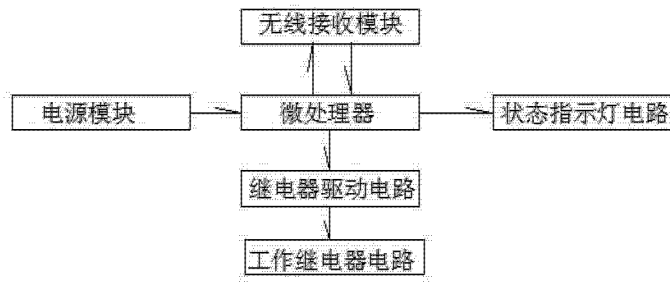 无线接收模块
电源模块
微处理器
状态指示灯电路
继电器驱动电路
工作继电器电路